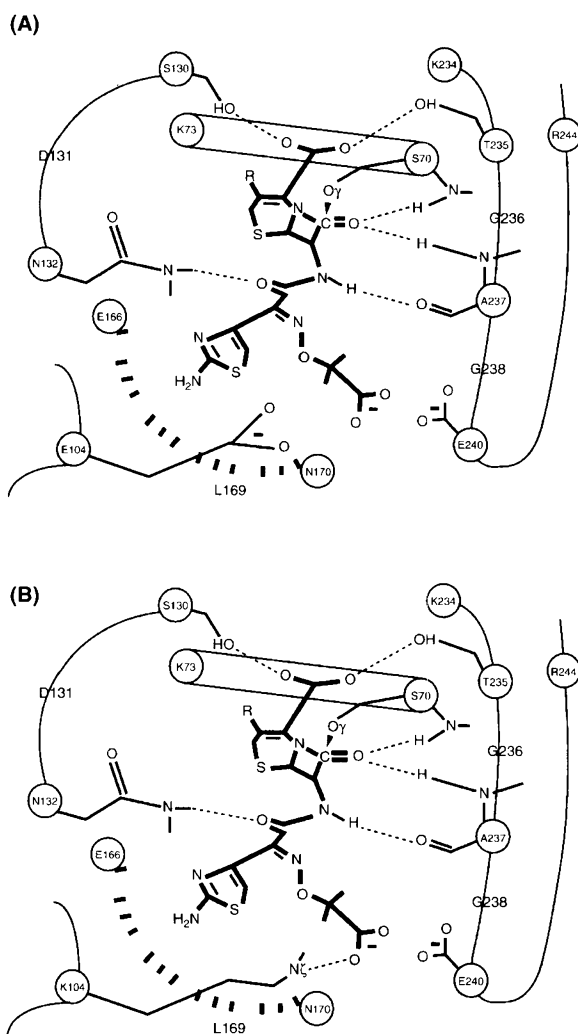 (A)
S130
K234
HO
OH
K73
R244
D131
O
O
T235
S70
R
Oγ
N
H
N
C
O
G236
S
H
O
N
N132
N
O
N
H
O
A237
E166
N
N
O
G238
H2N
S
O
O
O
O
O
E104
O
E240
N170
L169
(B)
S130
K234
HO
OH
K73
R244
D131
O
O
T235
S70
R
Oγ
N
H
N
C
O
G236
S
H
O
N
N132
N
O
N
H
O
A237
E166
N
N
O
G238
H2N
S
O
O
O
O
Nζ
K104
E240
N170
L169